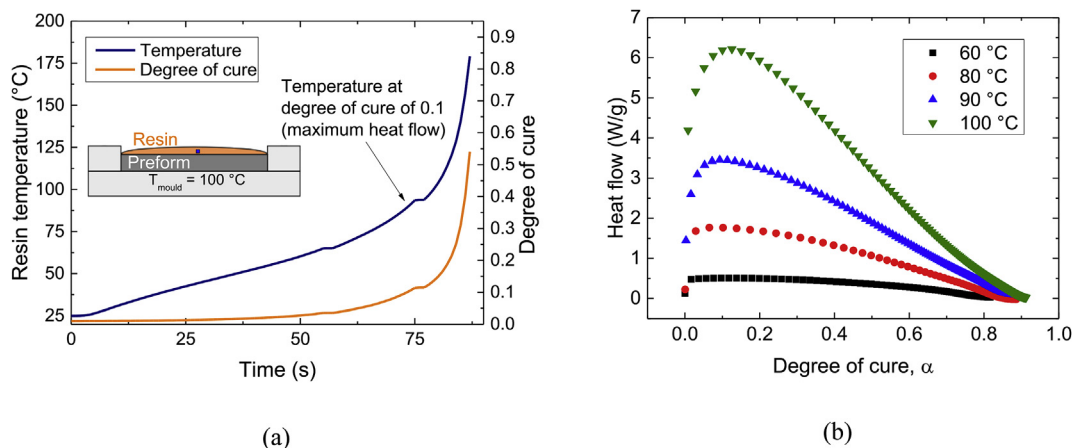 200
175
150
125
100
75
50
25
Resin temperature (°C)
Temperature
Degree of cure
Temperature at
degree of cure of 0.1
(maximum heat flow)
Resin
Preform
Tmould = 100 °C
0.9
0.8
0.7
0.6
0.5
0.4
0.3
0.2
0.1
0.0
Degree of cure
0 25 50 75
Time (s)
(a)
7
6
5
4
3
2
1
0
Heat flow (W/g)
60 °C
80 °C
90 °C
100 °C
0.0 0.2 0.4 0.6 0.8 1.0
Degree of cure, α
(b)